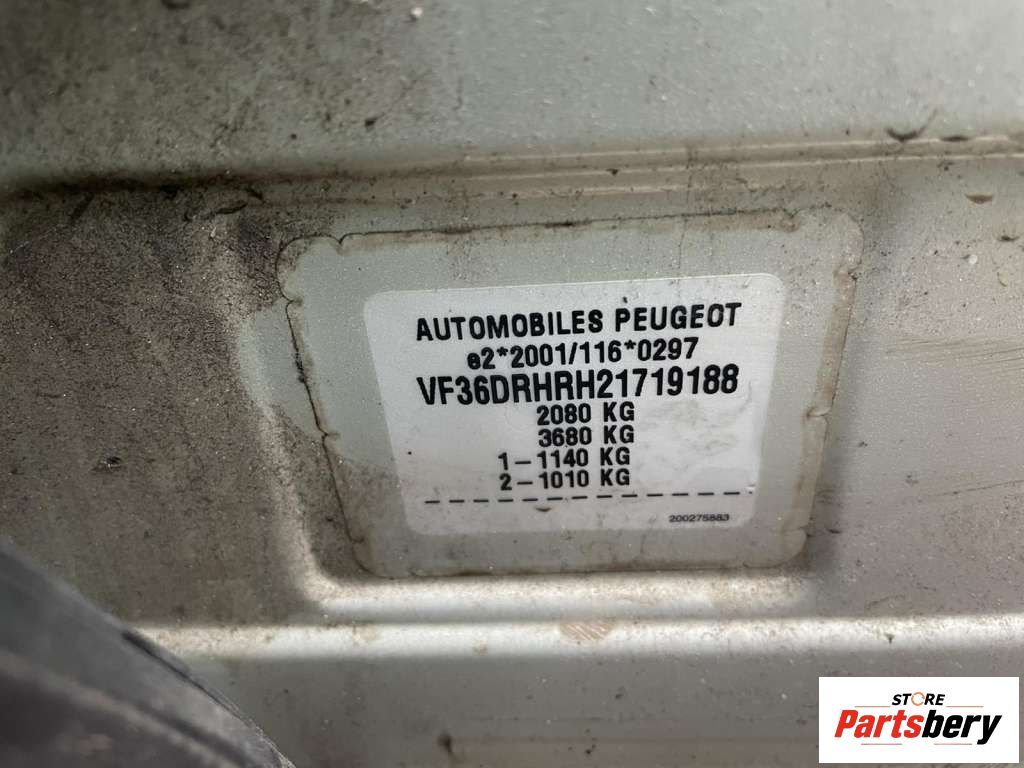 AUTOMOBILES PEUGEOT
e2*2001/116*0297
VF36DRHRH21719188
2080 KG
3680 KG
1-1140 KG
2-1010 KG
200275883
STORE
Partsbery